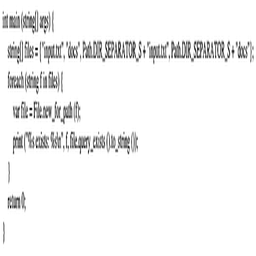 int main (string[] args) {
string[] files = {"input.txt", "docs", Path.DIR_SEPARATOR_S + "input.txt", Path.DIR_SEPARATOR_S + "docs"};
foreach (string f in files) {
var file = File.new_for_path (f);
print ("%s exists: %s\n", f, file.query_exists ().to_string ());
}
return 0;
}